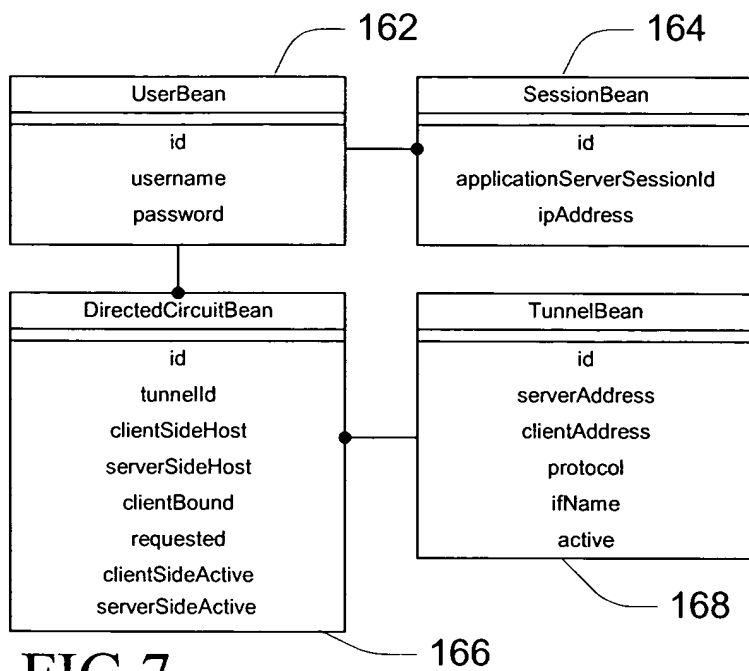 162
164
UserBean
id
username
password
SessionBean
id
applicationServerSessionId
ipAddress
DirectedCircuitBean
id
tunnelId
clientSideHost
serverSideHost
clientBound
requested
clientSideActive
serverSideActive
TunnelBean
id
serverAddress
clientAddress
protocol
ifName
active
168
166
FIG 7